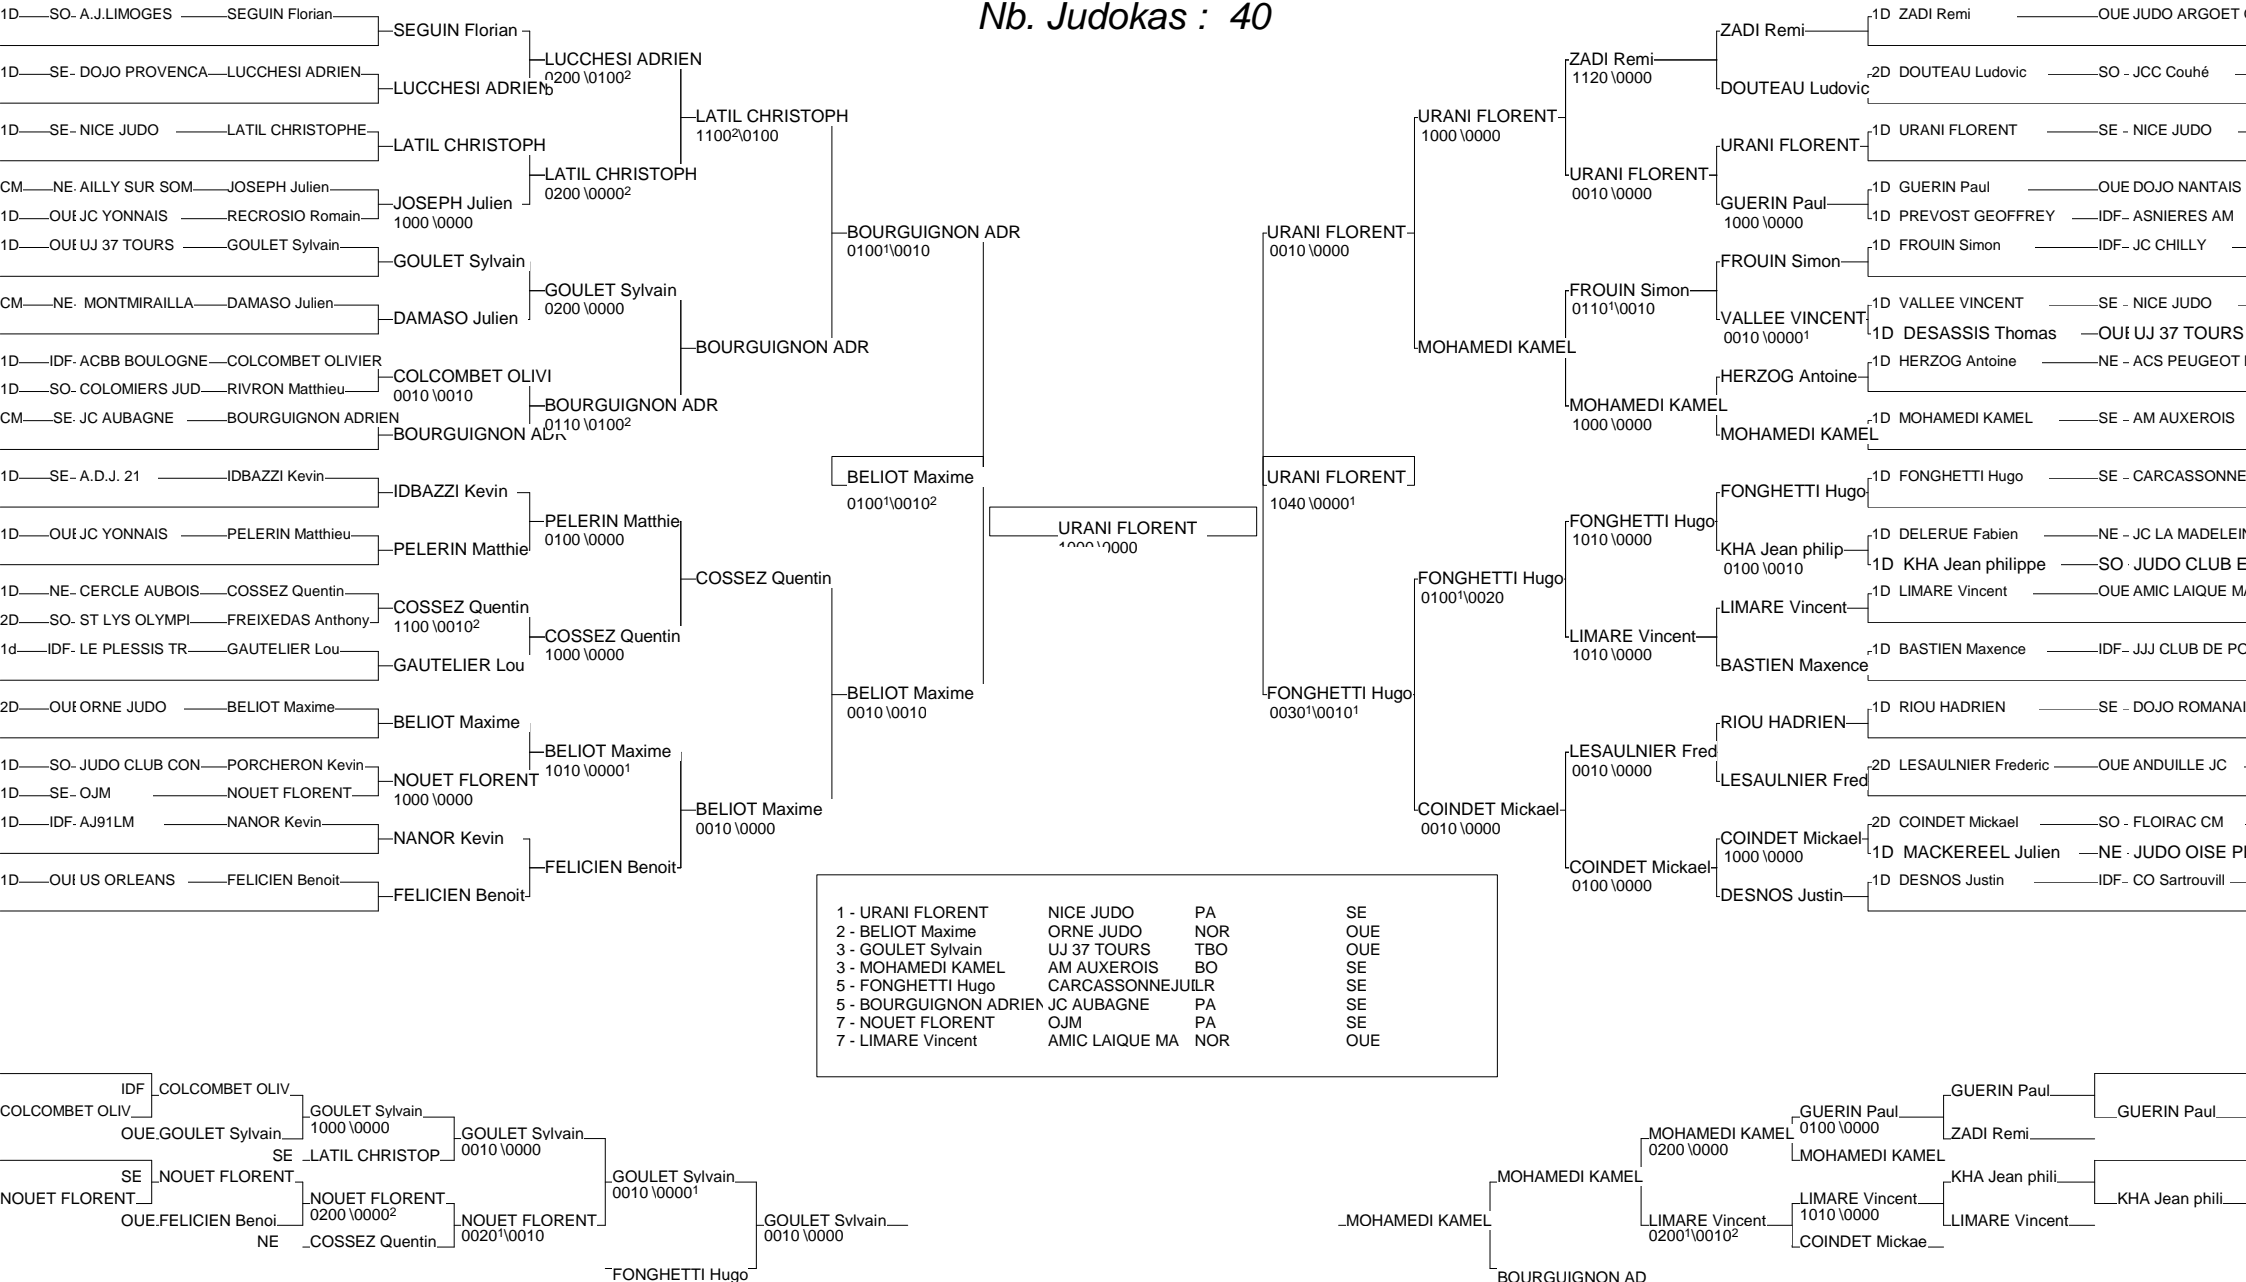 Nb. Judokas :  40
1D SO A.J.LIMOGES SEGUIN Florian
1D SE DOJO PROVENCA LUCCHESI ADRIEN
1D SE NICE JUDO LATIL CHRISTOPHE
CM NE AILLY SUR SOM JOSEPH Julien
1D OUE JC YONNAIS RECROSIO Romain
1D OUE UJ 37 TOURS GOULET Sylvain
CM NE MONTMIRAILLA DAMASO Julien
1D IDF ACBB BOULOGNE COLCOMBET OLIVIER
1D SO COLOMIERS JUD RIVRON Matthieu
CM SE JC AUBAGNE BOURGUIGNON ADRIEN
1D SE A.D.J. 21 IDBAZZI Kevin
1D OUE JC YONNAIS PELERIN Matthieu
1D NE CERCLE AUBOIS COSSEZ Quentin
2D SO ST LYS OLYMPI FREIXEDAS Anthony
1d IDF LE PLESSIS TR GAUTELIER Lou
2D OUE ORNE JUDO BELIOT Maxime
1D SO JUDO CLUB CON PORCHERON Kevin
1D SE OJM NOUET FLORENT
1D IDF AJ91LM NANOR Kevin
1D OUE US ORLEANS FELICIEN Benoit
SEGUIN Florian
LUCCHESI ADRIEN
LATIL CHRISTOPH
JOSEPH Julien
1000 \0000
GOULET Sylvain
DAMASO Julien
COLCOMBET OLIVI
0010 \0010
BOURGUIGNON ADR
IDBAZZI Kevin
PELERIN Matthie
COSSEZ Quentin
1100 \0010²
GAUTELIER Lou
BELIOT Maxime
NOUET FLORENT
1000 \0000
NANOR Kevin
FELICIEN Benoit
LUCCHESI ADRIEN
0200 \0100²
LATIL CHRISTOPH
0200 \0000²
GOULET Sylvain
0200 \0000
BOURGUIGNON ADR
0110 \0100²
PELERIN Matthie
0100 \0000
COSSEZ Quentin
1000 \0000
BELIOT Maxime
1010 \0000¹
FELICIEN Benoit
LATIL CHRISTOPH
1100²\0100
BOURGUIGNON ADR
COSSEZ Quentin
BELIOT Maxime
0010 \0000
BOURGUIGNON ADR
0100¹\0010
BELIOT Maxime
0010 \0010
BELIOT Maxime
0100¹\0010²
URANI FLORENT
1000 \0000
URANI FLORENT
1040 \0000¹
URANI FLORENT
0010 \0000
FONGHETTI Hugo
0030¹\0010¹
URANI FLORENT
1000 \0000
MOHAMEDI KAMEL
FONGHETTI Hugo
0100¹\0020
COINDET Mickael
0010 \0000
ZADI Remi
1120 \0000
URANI FLORENT
0010 \0000
FROUIN Simon
0110¹\0010
MOHAMEDI KAMEL
1000 \0000
FONGHETTI Hugo
1010 \0000
LIMARE Vincent
1010 \0000
LESAULNIER Fred
0010 \0000
COINDET Mickael
0100 \0000
ZADI Remi
DOUTEAU Ludovic
URANI FLORENT
GUERIN Paul
1000 \0000
FROUIN Simon
VALLEE VINCENT
0010 \0000¹
HERZOG Antoine
MOHAMEDI KAMEL
FONGHETTI Hugo
KHA Jean philip
0100 \0010
LIMARE Vincent
BASTIEN Maxence
RIOU HADRIEN
LESAULNIER Fred
COINDET Mickael
1000 \0000
DESNOS Justin
1D ZADI Remi OUE JUDO ARGOET
2D DOUTEAU Ludovic SO - JCC Couhé
1D URANI FLORENT SE - NICE JUDO
1D GUERIN Paul OUE DOJO NANTAIS
1D PREVOST GEOFFREY IDF ASNIERES AM
1D FROUIN Simon IDF JC CHILLY
1D VALLEE VINCENT SE - NICE JUDO
1D DESASSIS Thomas OUE UJ 37 TOURS
1D HERZOG Antoine NE - ACS PEUGEOT
1D MOHAMEDI KAMEL SE - AM AUXEROIS
1D FONGHETTI Hugo SE - CARCASSONNE
1D DELERUE Fabien NE - JC LA MADELEIN
1D KHA Jean philippe SO - JUDO CLUB E
1D LIMARE Vincent OUE AMIC LAIQUE MA
1D BASTIEN Maxence IDF JJJ CLUB DE PO
1D RIOU HADRIEN SE - DOJO ROMANAI
2D LESAULNIER Frederic OUE ANDUILLE JC
2D COINDET Mickael SO - FLOIRAC CM
1D MACKEREEL Julien NE - JUDO OISE
1D DESNOS Justin IDF CO Sartrouvill
1 - URANI FLORENT NICE JUDO PA SE
2 - BELIOT Maxime ORNE JUDO NOR OUE
3 - GOULET Sylvain UJ 37 TOURS TBO OUE
3 - MOHAMEDI KAMEL AM AUXEROIS BO SE
5 - FONGHETTI Hugo CARCASSONNEJU LR SE
5 - BOURGUIGNON ADRIEN JC AUBAGNE PA SE
7 - NOUET FLORENT OJM PA SE
7 - LIMARE Vincent AMIC LAIQUE MA NOR OUE
IDF COLCOMBET OLIV
COLCOMBET OLIV
OUE GOULET Sylvain
SE LATIL CHRISTOP
SE NOUET FLORENT
NOUET FLORENT
OUE FELICIEN Benoi
NE COSSEZ Quentin
GOULET Sylvain
1000 \0000
NOUET FLORENT
0200 \0000²
GOULET Sylvain
0010 \0000
NOUET FLORENT
0020¹\0010
GOULET Sylvain
0010 \0000¹
FONGHETTI Hugo
GOULET Sylvain
0010 \0000
MOHAMEDI KAMEL
MOHAMEDI KAMEL
BOURGUIGNON AD
MOHAMEDI KAMEL
0200 \0000
LIMARE Vincent
0200¹\0010²
GUERIN Paul
0100 \0000
MOHAMEDI KAMEL
LIMARE Vincent
1010 \0000
COINDET Mickae
GUERIN Paul
ZADI Remi
KHA Jean phili
LIMARE Vincent
GUERIN Paul
KHA Jean phili